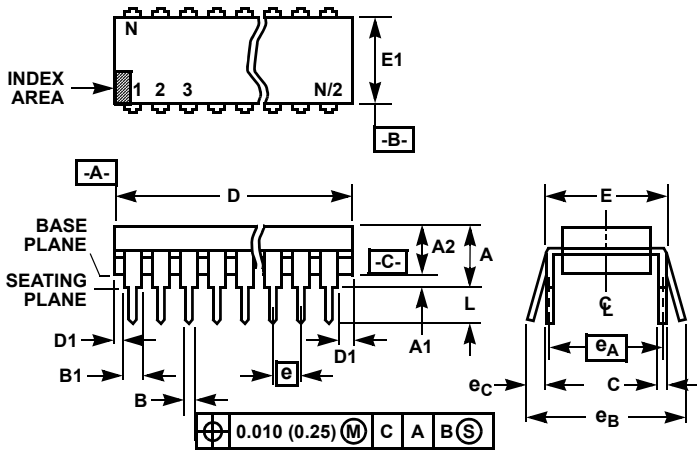 N
INDEX
AREA
1 2 3 N/2
E1
-B-
-A-
D
E
BASE
PLANE
A2 A
-C-
SEATING
PLANE
L
D1
A1
D1
B1
e
B
⌖ 0.010 (0.25) Ⓜ C A B Ⓢ
℄
eA
eC
C
eB